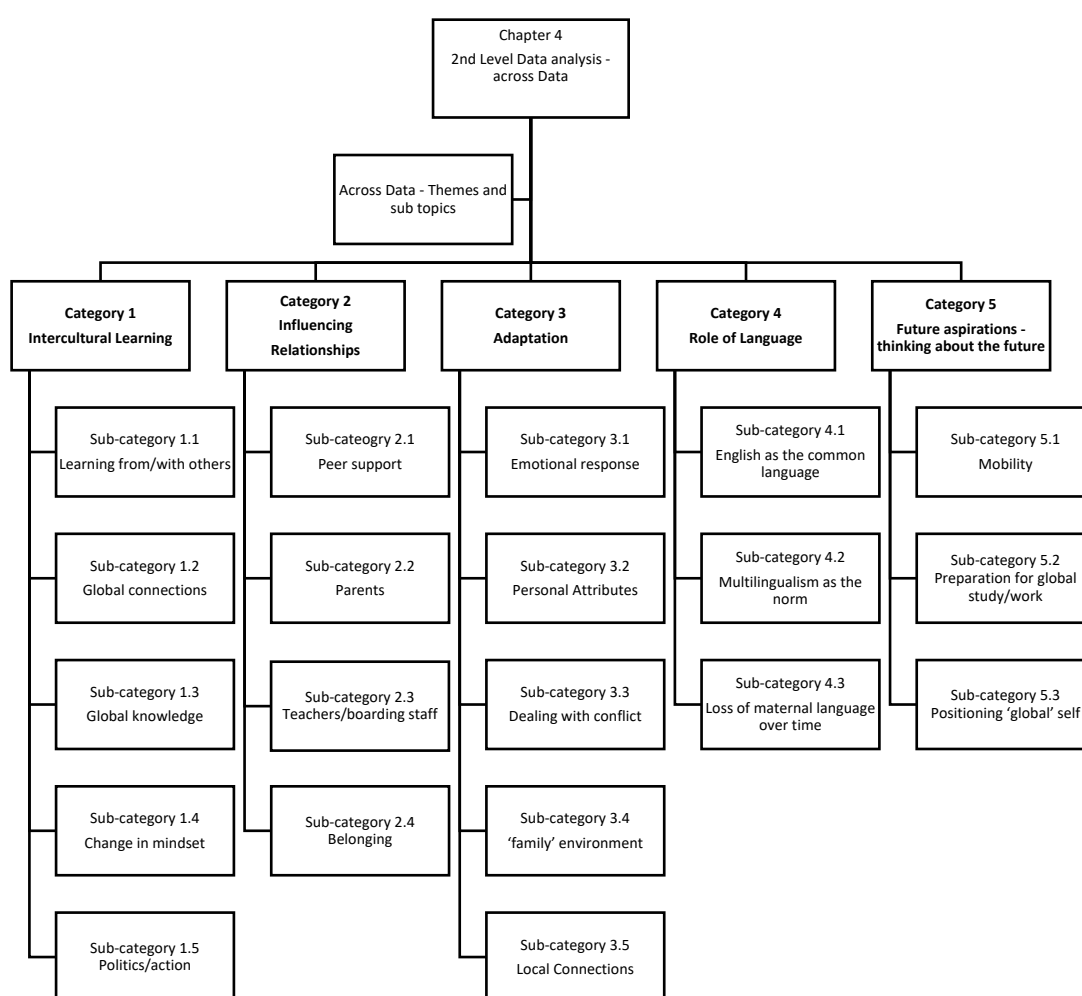 Chapter 4
2nd Level Data analysis -
across Data
Across Data - Themes and
sub topics
Category 1
Intercultural Learning
Category 2
Influencing
Relationships
Category 3
Adaptation
Category 4
Role of Language
Category 5
Future aspirations -
thinking about the future
Sub-category 1.1
Learning from/with others
Sub-category 1.2
Global connections
Sub-category 1.3
Global knowledge
Sub-category 1.4
Change in mindset
Sub-category 1.5
Politics/action
Sub-cateogry 2.1
Peer support
Sub-category 2.2
Parents
Sub-category 2.3
Teachers/boarding staff
Sub-category 2.4
Belonging
Sub-category 3.1
Emotional response
Sub-category 3.2
Personal Attributes
Sub-category 3.3
Dealing with conflict
Sub-category 3.4
‘family’ environment
Sub-category 3.5
Local Connections
Sub-category 4.1
English as the common
language
Sub-category 4.2
Multilingualism as the
norm
Sub-category 4.3
Loss of maternal language
over time
Sub-category 5.1
Mobility
Sub-category 5.2
Preparation for global
study/work
Sub-category 5.3
Positioning ‘global’ self